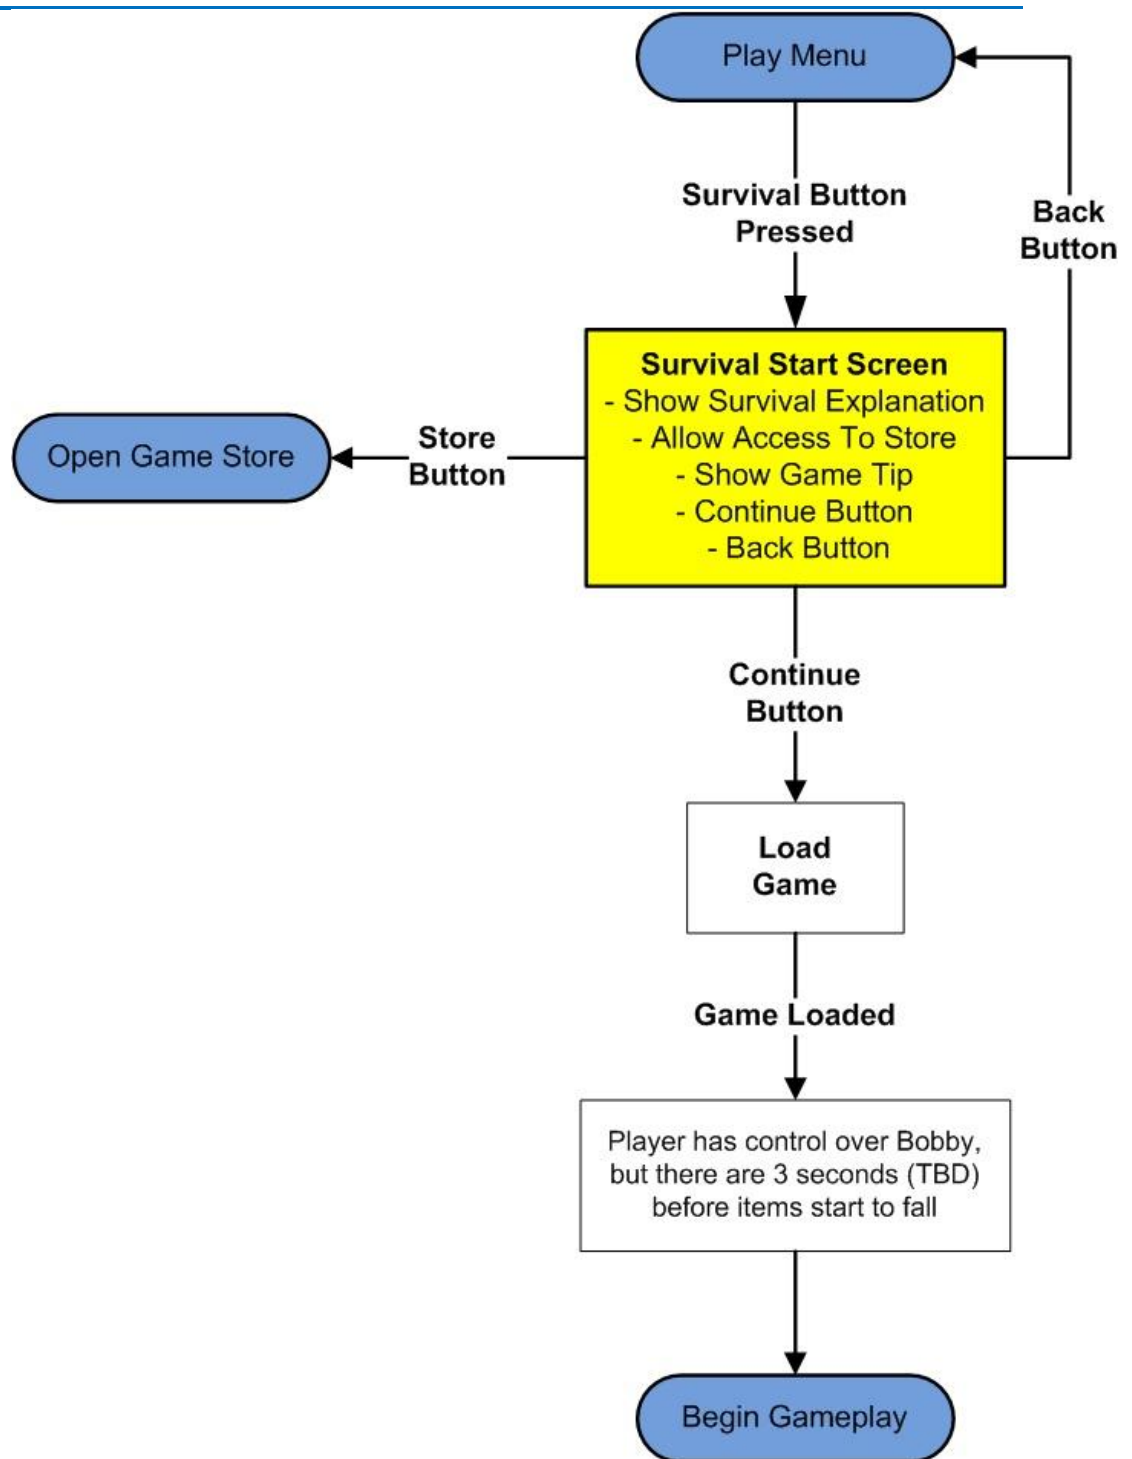 Play Menu
Survival Button
Pressed
Back
Button
Survival Start Screen
- Show Survival Explanation
- Allow Access To Store
- Show Game Tip
- Continue Button
- Back Button
Store
Button
Open Game Store
Continue
Button
Load
Game
Game Loaded
Player has control over Bobby,
but there are 3 seconds (TBD)
before items start to fall
Begin Gameplay